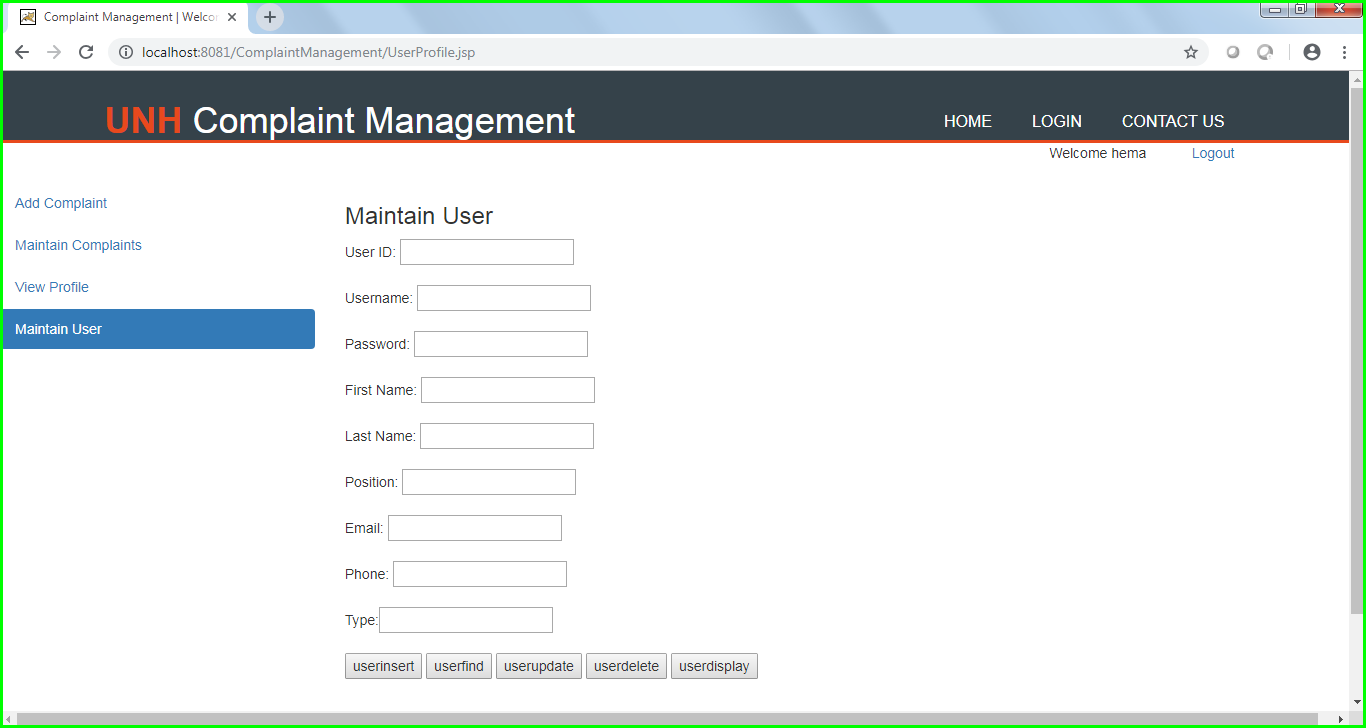 Complaint Management | Welco
localhost:8081/ComplaintManagement/UserProfile.jsp
UNH Complaint Management
HOME LOGIN CONTACT US
Welcome hema Logout
Add Complaint
Maintain Complaints
View Profile
Maintain User
Maintain User
User ID:
Username:
Password:
First Name:
Last Name:
Position:
Email:
Phone:
Type:
userinsert userfind userupdate userdelete userdisplay